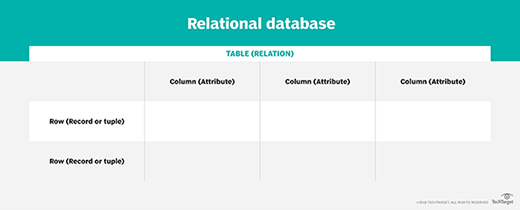 Relational database
TABLE (RELATION)
Column (Attribute) Column (Attribute) Column (Attribute)
Row (Record or tuple)
Row (Record or tuple)
TECHTARGET. ALL RIGHTS RESERVED TechTarget